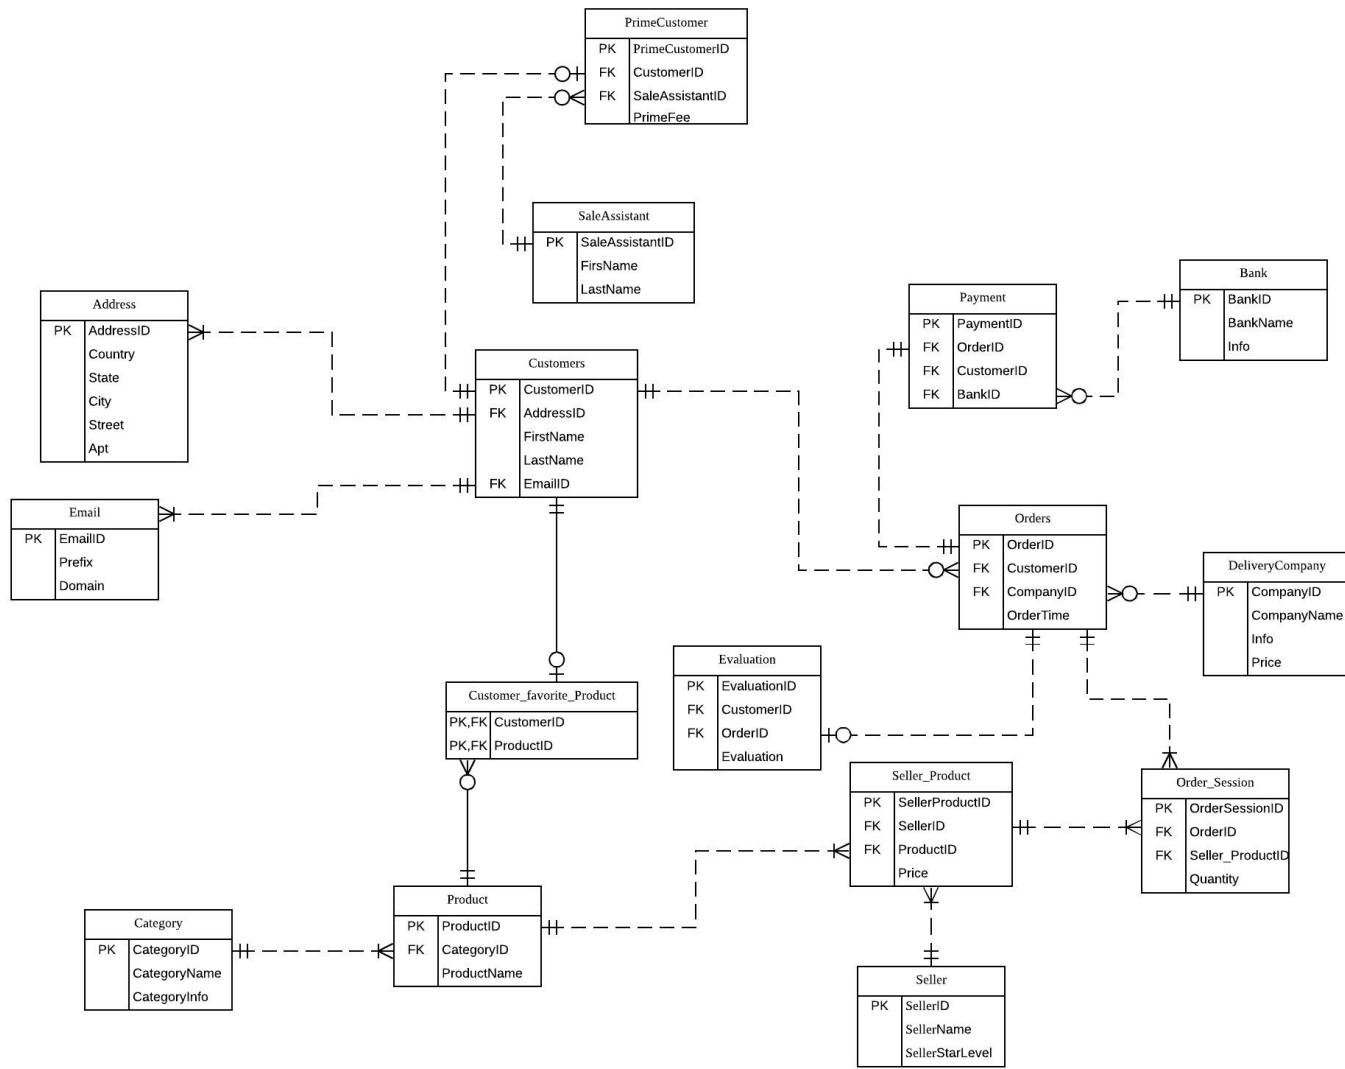 PrimeCustomer
PK PrimeCustomerID
FK CustomerID
FK SaleAssistantID
PrimeFee
SaleAssistant
PK SaleAssistantID
FirsName
LastName
Address
PK AddressID
Country
State
City
Street
Apt
Customers
PK CustomerID
FK AddressID
FirstName
LastName
FK EmailID
Payment
PK PaymentID
FK OrderID
FK CustomerID
FK BankID
Bank
PK BankID
BankName
Info
Email
PK EmailID
Prefix
Domain
Orders
PK OrderID
FK CustomerID
FK CompanyID
OrderTime
DeliveryCompany
PK CompanyID
CompanyName
Info
Price
Evaluation
PK EvaluationID
FK CustomerID
FK OrderID
Evaluation
Customer_favorite_Product
PK,FK CustomerID
PK,FK ProductID
Seller_Product
PK SellerProductID
FK SellerID
FK ProductID
Price
Order_Session
PK OrderSessionID
FK OrderID
FK Seller_ProductID
Quantity
Category
PK CategoryID
CategoryName
CategoryInfo
Product
PK ProductID
FK CategoryID
ProductName
Seller
PK SellerID
SellerName
SellerStarLevel